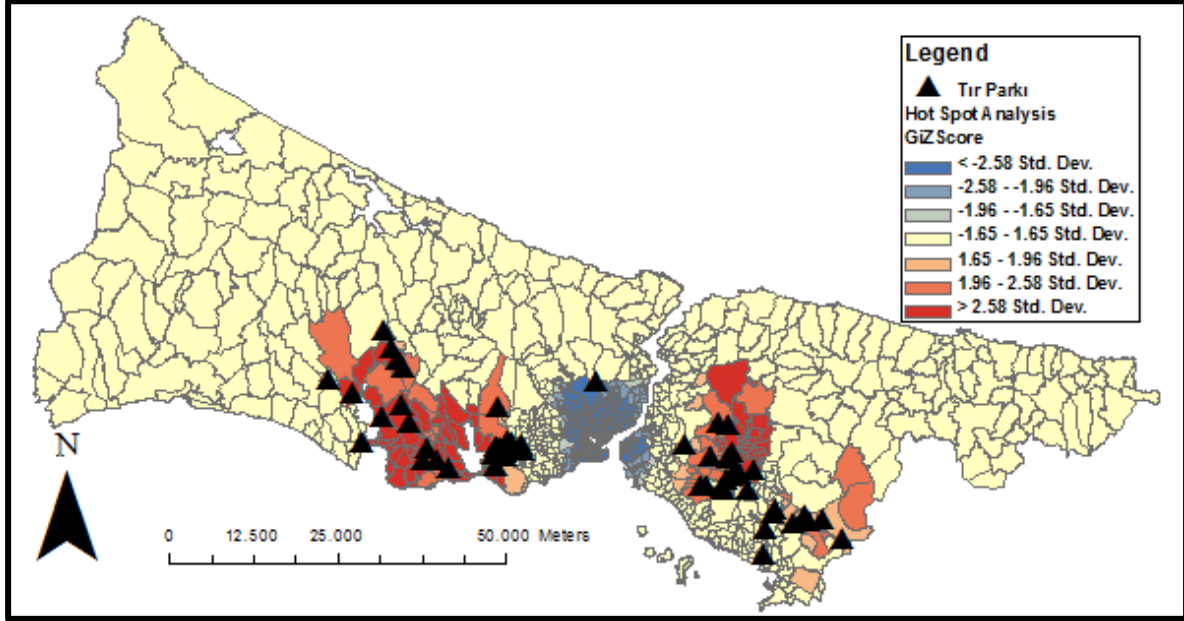 Legend
Tır Parkı
Hot Spot Analysis
GiZScore
< -2.58 Std. Dev.
-2.58 - -1.96 Std. Dev.
-1.96 - -1.65 Std. Dev.
-1.65 - 1.65 Std. Dev.
1.65 - 1.96 Std. Dev.
1.96 - 2.58 Std. Dev.
> 2.58 Std. Dev.
N
0 12.500 25.000 50.000 Meters